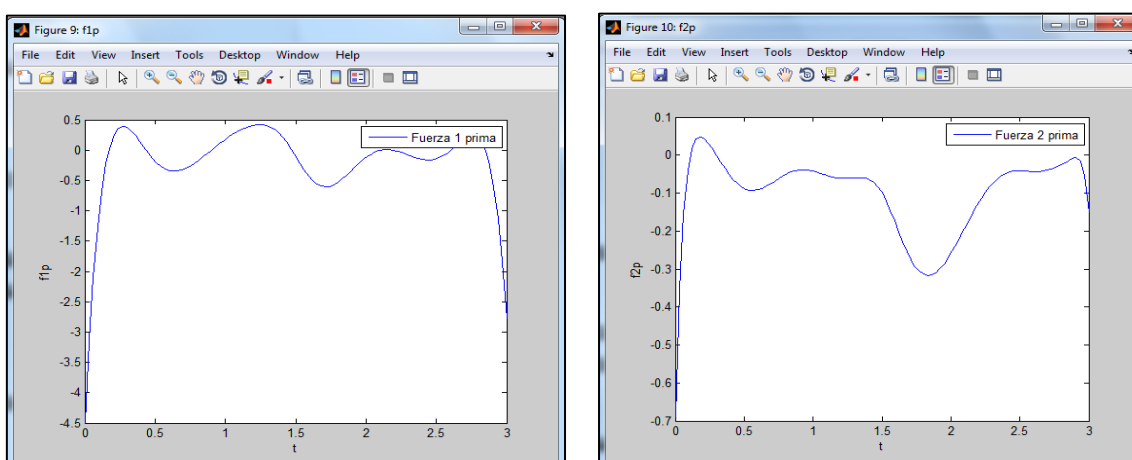 Figure 9: f1p
File Edit View Insert Tools Desktop Window Help
0.5
0
-0.5
-1
-1.5
-2
-2.5
-3
-3.5
-4
-4.5
f1p
Fuerza 1 prima
0 0.5 1 1.5 2 2.5 3
t
Figure 10: f2p
File Edit View Insert Tools Desktop Window Help
0.1
0
-0.1
-0.2
-0.3
-0.4
-0.5
-0.6
-0.7
f2p
Fuerza 2 prima
0 0.5 1 1.5 2 2.5 3
t